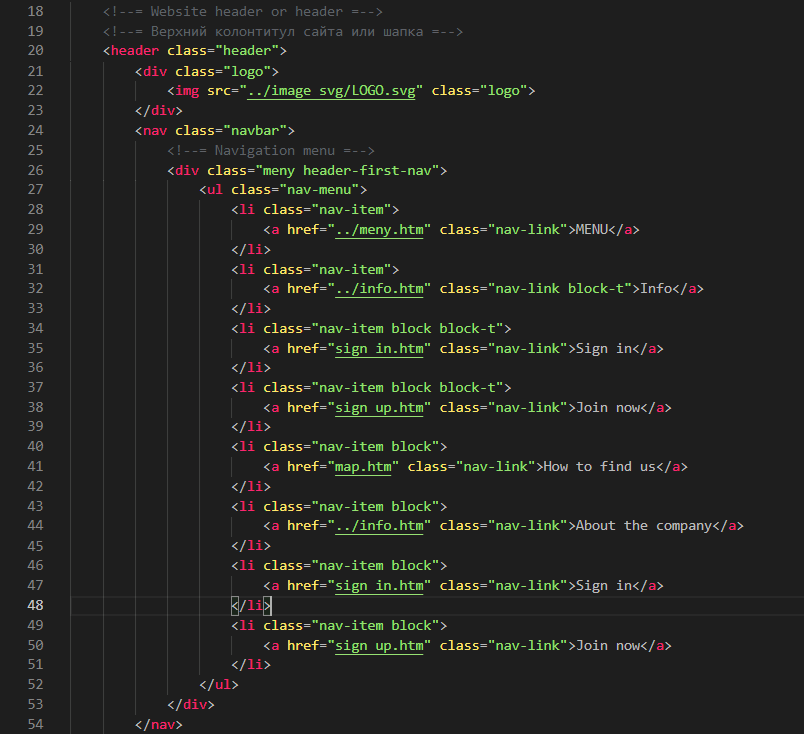 18 <!--= Website header or header =-->
19 <!--= Верхний колонтитул сайта или шапка =-->
20 <header class="header">
21 <div class="logo">
22 <img src="../image svg/LOGO.svg" class="logo">
23 </div>
24 <nav class="navbar">
25 <!--= Navigation menu =-->
26 <div class="meny header-first-nav">
27 <ul class="nav-menu">
28 <li class="nav-item">
29 <a href="../meny.htm" class="nav-link">MENU</a>
30 </li>
31 <li class="nav-item">
32 <a href="../info.htm" class="nav-link block-t">Info</a>
33 </li>
34 <li class="nav-item block block-t">
35 <a href="sign in.htm" class="nav-link">Sign in</a>
36 </li>
37 <li class="nav-item block block-t">
38 <a href="sign up.htm" class="nav-link">Join now</a>
39 </li>
40 <li class="nav-item block">
41 <a href="map.htm" class="nav-link">How to find us</a>
42 </li>
43 <li class="nav-item block">
44 <a href="../info.htm" class="nav-link">About the company</a>
45 </li>
46 <li class="nav-item block">
47 <a href="sign in.htm" class="nav-link">Sign in</a>
48 </li>
49 <li class="nav-item block">
50 <a href="sign up.htm" class="nav-link">Join now</a>
51 </li>
52 </ul>
53 </div>
54 </nav>